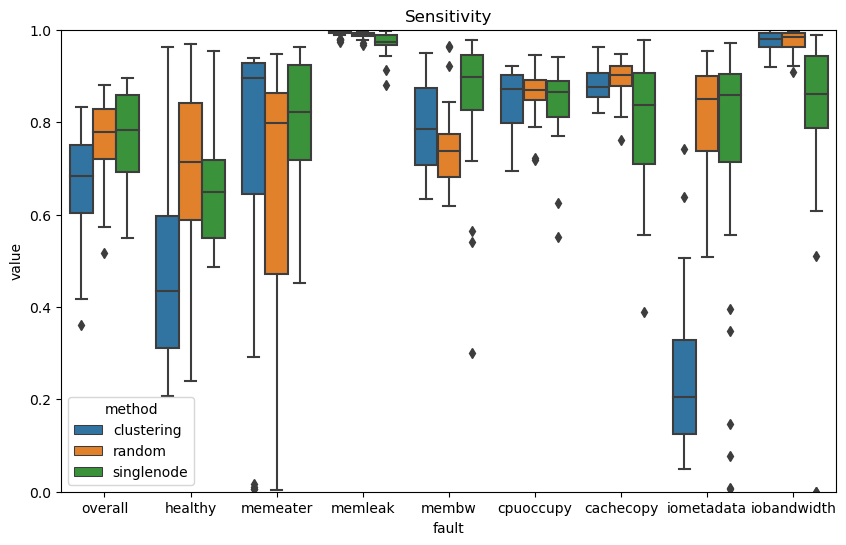 Sensitivity
1.0
0.8
0.6
0.4
0.2
0.0
value
method
clustering
random
singlenode
overall healthy memeater memleak membw cpuoccupy cachecopy iometadata iobandwidth
fault